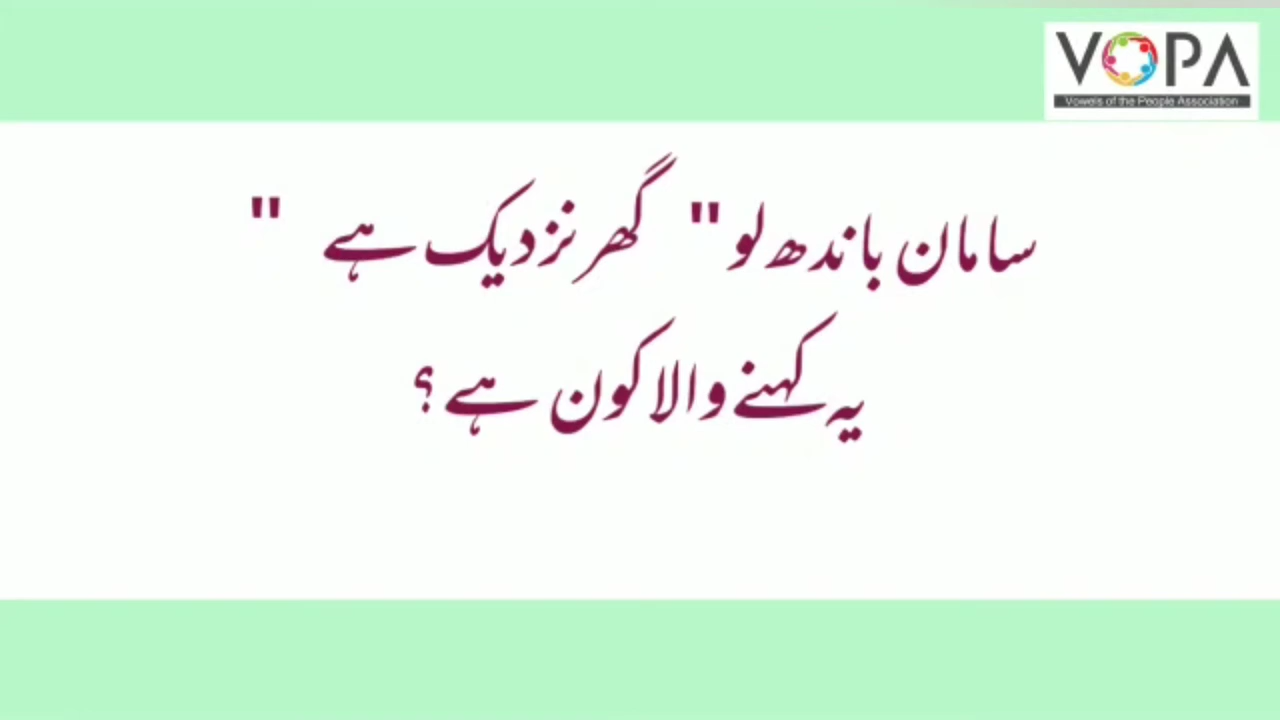 VOPA
Vowels of the People Association
سامان باندھ لو" گھر نزدیک ہے "
یہ کہنے والا کون ہے؟